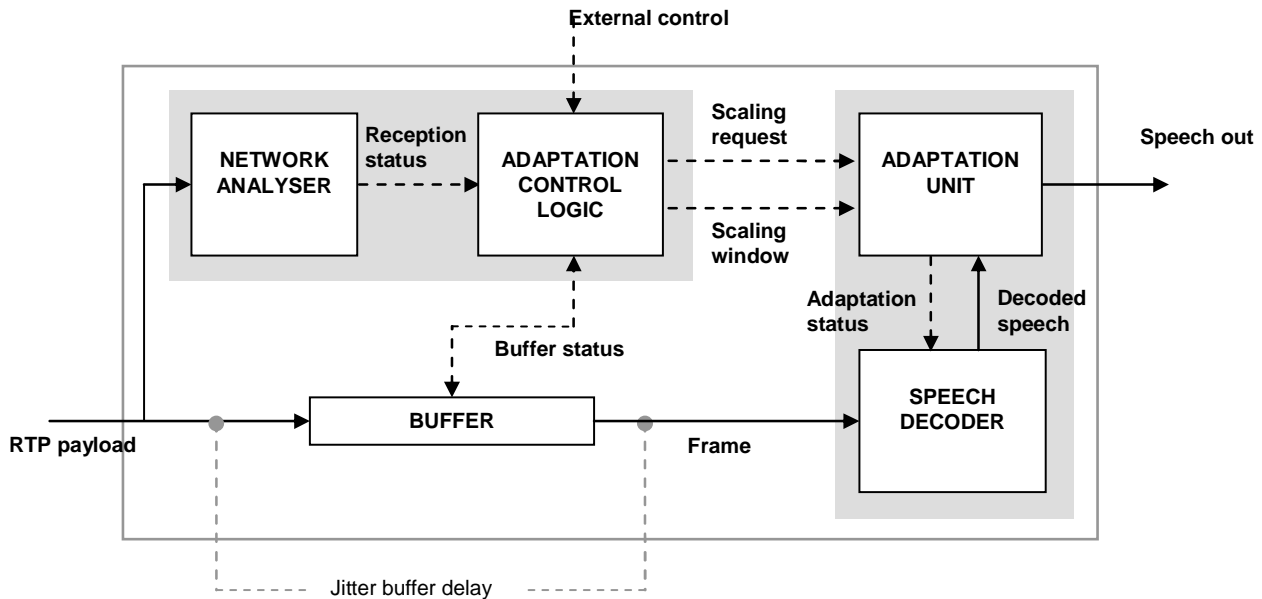 External control
NETWORK
ANALYSER
Reception
status
ADAPTATION
CONTROL
LOGIC
Scaling
request
Scaling
window
ADAPTATION
UNIT
Speech out
Buffer status
Adaptation
status
Decoded
speech
RTP payload
BUFFER
Frame
SPEECH
DECODER
Jitter buffer delay